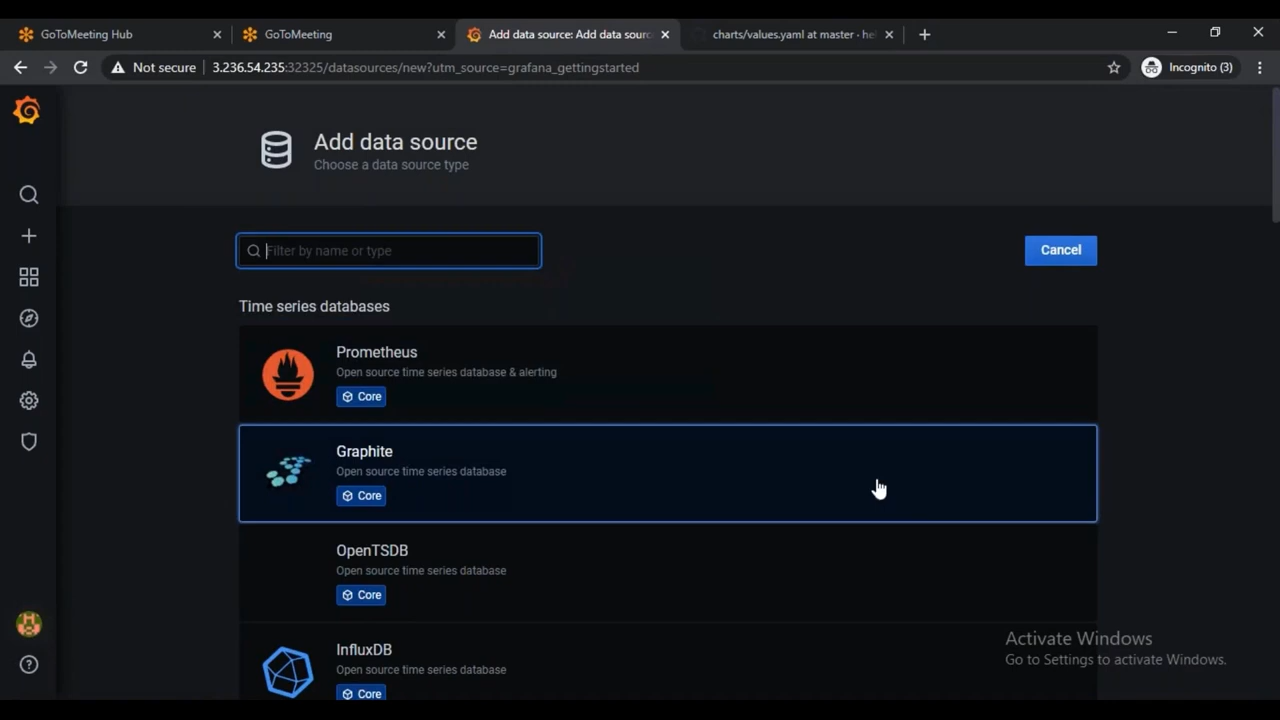 GoToMeeting Hub
GoToMeeting
Add data source: Add data sourc
charts/values.yaml at master · he
Not secure
3.236.54.235:32325/datasources/new?utm_source=grafana_gettingstarted
Incognito (3)
Add data source
Choose a data source type
Filter by name or type
Cancel
Time series databases
Prometheus
Open source time series database & alerting
Core
Graphite
Open source time series database
Core
OpenTSDB
Open source time series database
Core
InfluxDB
Open source time series database
Core
Activate Windows
Go to Settings to activate Windows.